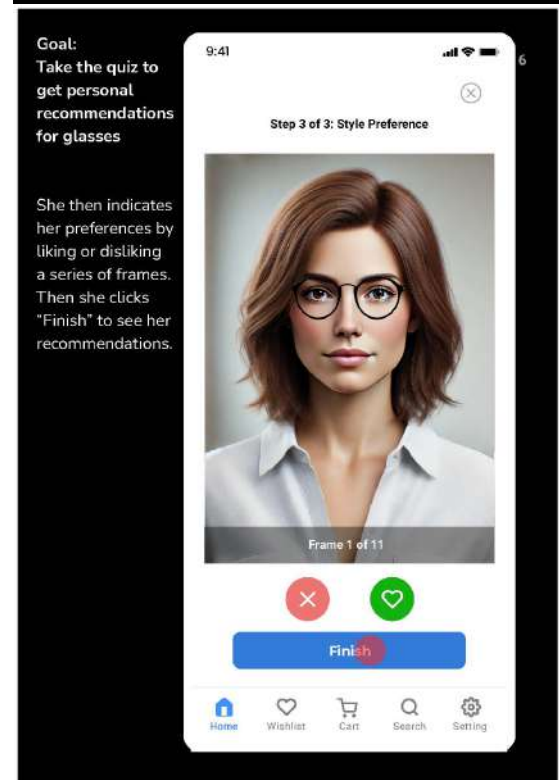 Goal:
Take the quiz to
get personal
recommendations
for glasses
She then indicates
her preferences by
liking or disliking
a series of frames.
Then she clicks
"Finish" to see her
recommendations.
9:41
6
Step 3 of 3: Style Preference
Frame 1 of 11
Finish
Home Wishlist Cart Search Setting